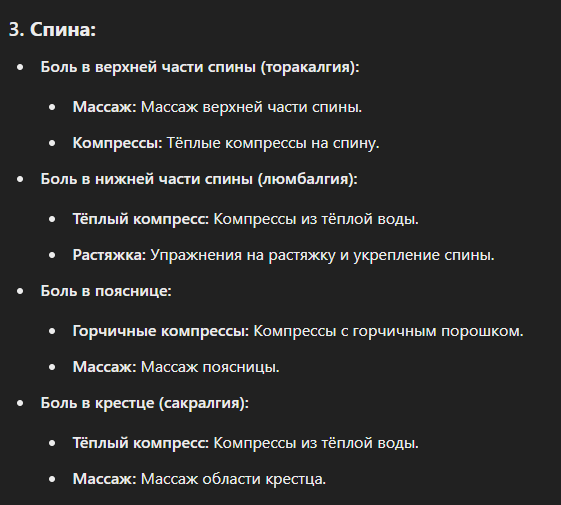 3. Спина:
• Боль в верхней части спины (торакалгия):
• Массаж: Массаж верхней части спины.
• Компрессы: Тёплые компрессы на спину.
• Боль в нижней части спины (люмбалгия):
• Тёплый компресс: Компрессы из тёплой воды.
• Растяжка: Упражнения на растяжку и укрепление спины.
• Боль в пояснице:
• Горчичные компрессы: Компрессы с горчичным порошком.
• Массаж: Массаж поясницы.
• Боль в крестце (сакралгия):
• Тёплый компресс: Компрессы из тёплой воды.
• Массаж: Массаж области крестца.